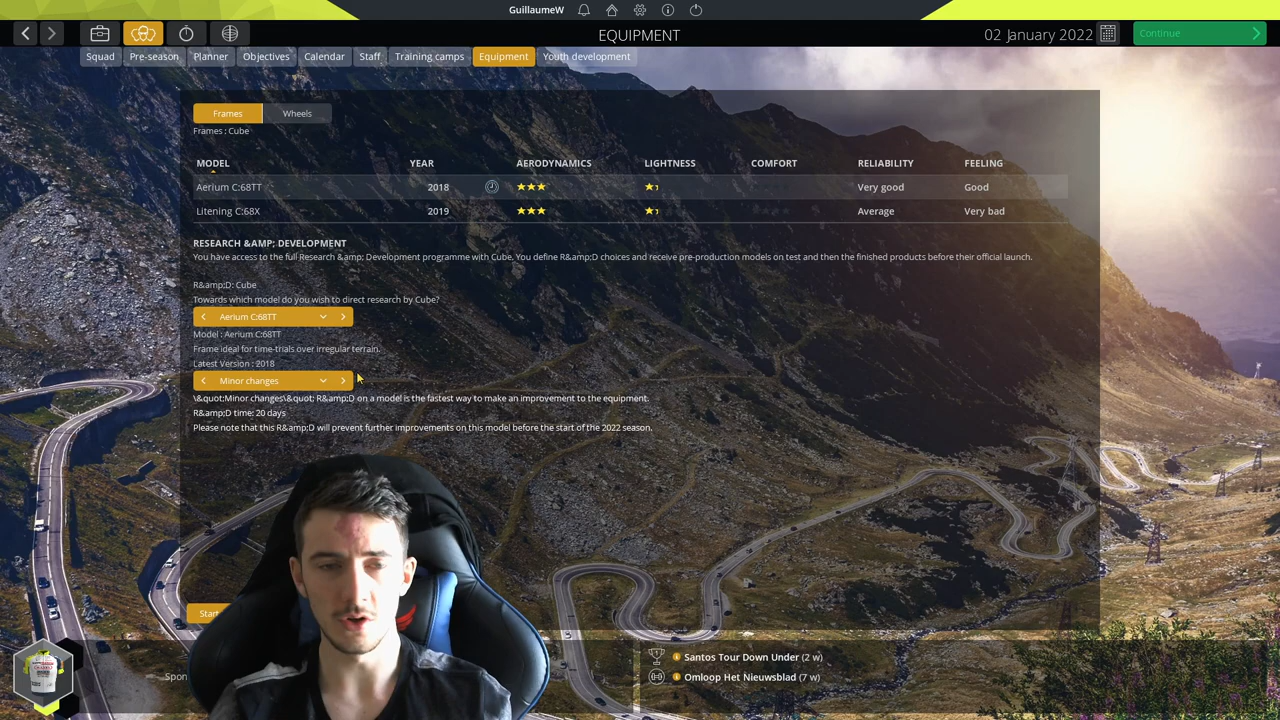 GuillaumeW
EQUIPMENT
02 January 2022
Continue
Squad
Pre-season
Planner
Objectives
Calendar
Staff
Training camps
Equipment
Youth development
Frames
Wheels
Frames : Cube
MODEL YEAR AERODYNAMICS LIGHTNESS COMFORT RELIABILITY FEELING
Aerium C:68TT 2018 Very good Good
Litening C:68X 2019 Average Very bad
RESEARCH &AMP; DEVELOPMENT
You have access to the full Research &amp; Development programme with Cube. You define R&amp;D choices and receive pre-production models on test and then the finished products before their official launch.
R&amp;D: Cube
Towards which model do you wish to direct research by Cube?
Aerium C:68TT
Model : Aerium C:68TT
Frame ideal for time-trials over irregular terrain.
Latest Version : 2018
Minor changes
\&quot;Minor changes\&quot; R&amp;D on a model is the fastest way to make an improvement to the equipment.
R&amp;D time: 20 days
Please note that this R&amp;D will prevent further improvements on this model before the start of the 2022 season.
Start
Spon
Santos Tour Down Under (2 w)
Omloop Het Nieuwsblad (7 w)